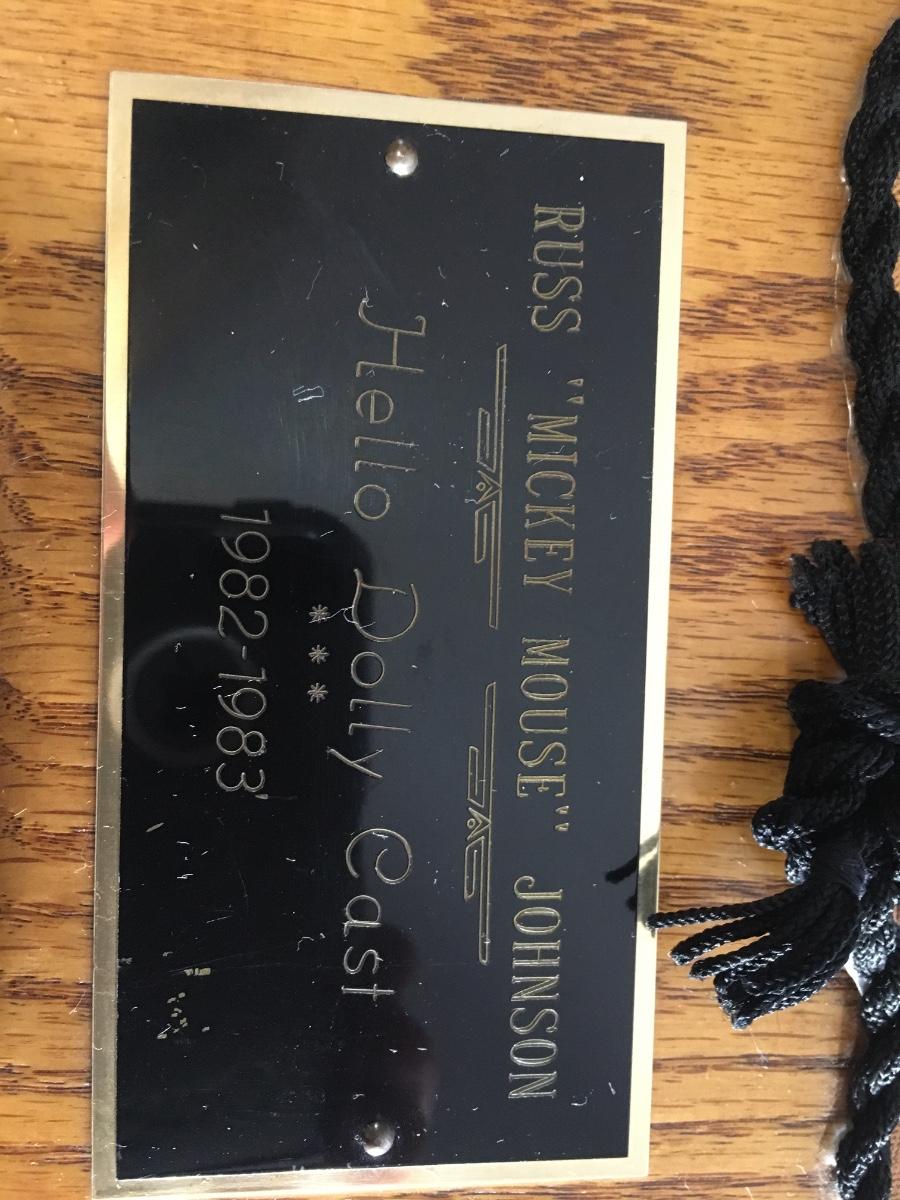 RUSS "MICKEY MOUSE" JOHNSON
Hello Dolly Cast
***
1982-1983